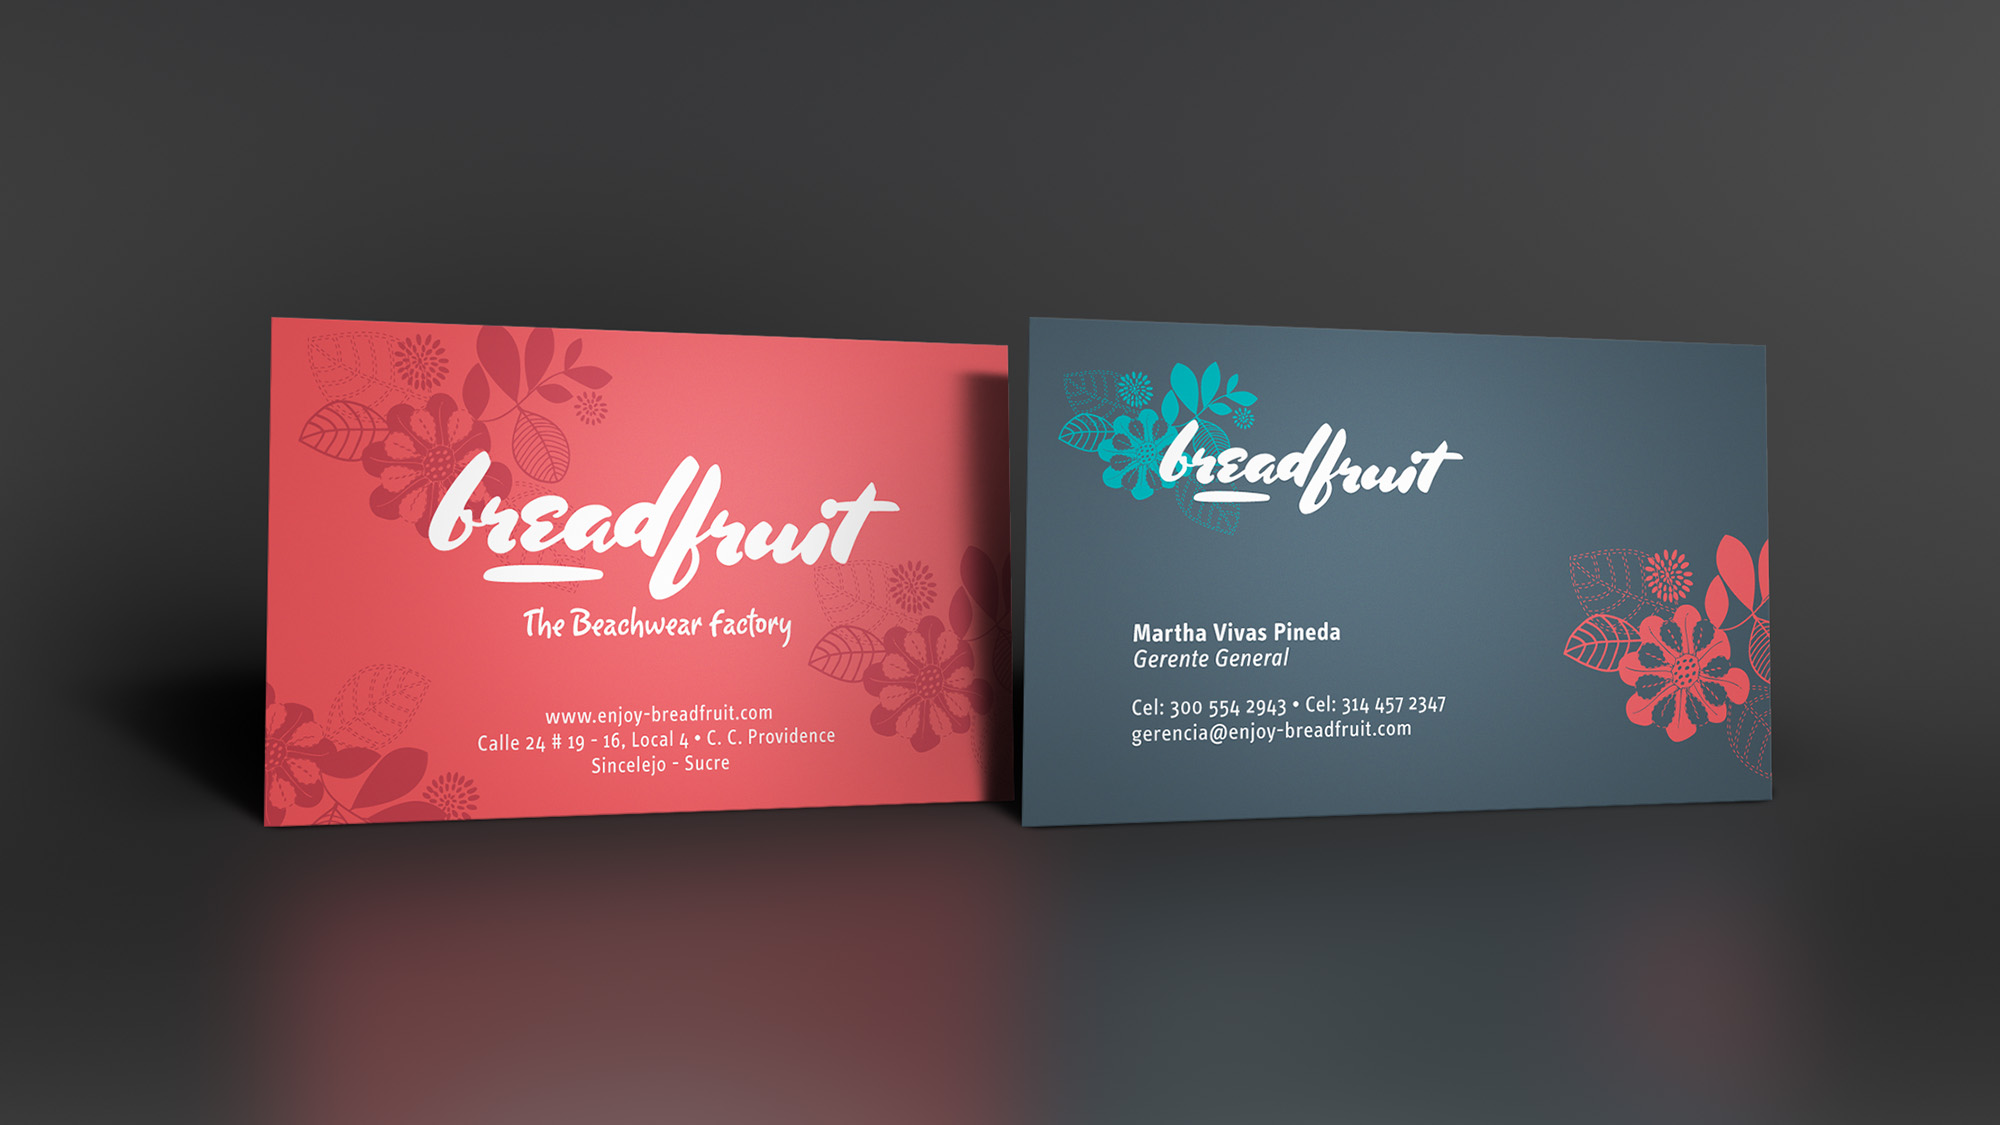 breadfruit
The Beachwear Factory
www.enjoy-breadfruit.com
Calle 24 # 19 - 16, Local 4 • C. C. Providence
Sincelejo - Sucre
breadfruit
Martha Vivas Pineda
Gerente General
Cel: 300 554 2943 • Cel: 314 457 2347
gerencia@enjoy-breadfruit.com